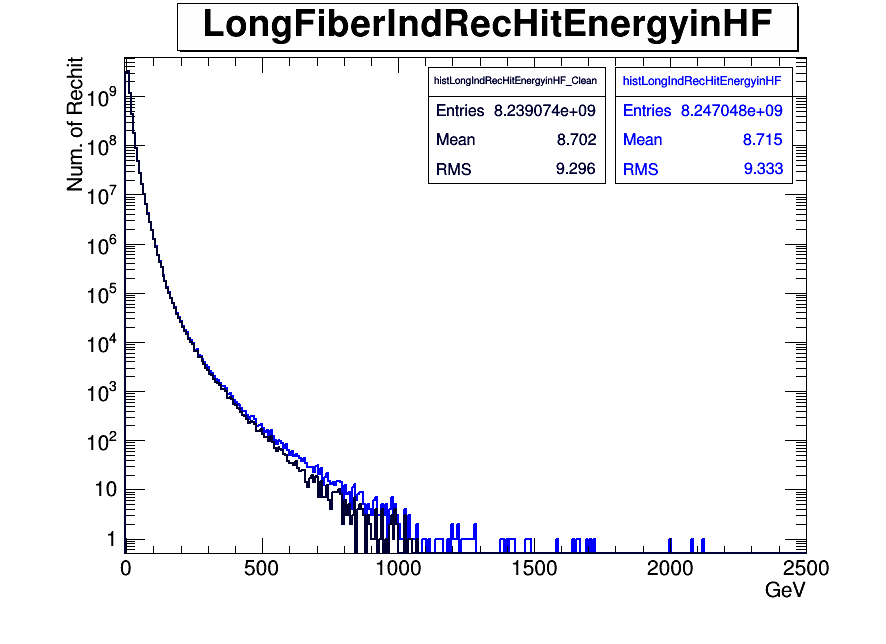 LongFiberIndRecHitEnergyinHF
Num. of Rechit
histLongIndRecHitEnergyinHF_Clean
Entries 8.239074e+09
Mean 8.702
RMS 9.296
histLongIndRecHitEnergyinHF
Entries 8.247048e+09
Mean 8.715
RMS 9.333
10⁹
10⁸
10⁷
10⁶
10⁵
10⁴
10³
10²
10
1
0 500 1000 1500 2000 2500
GeV